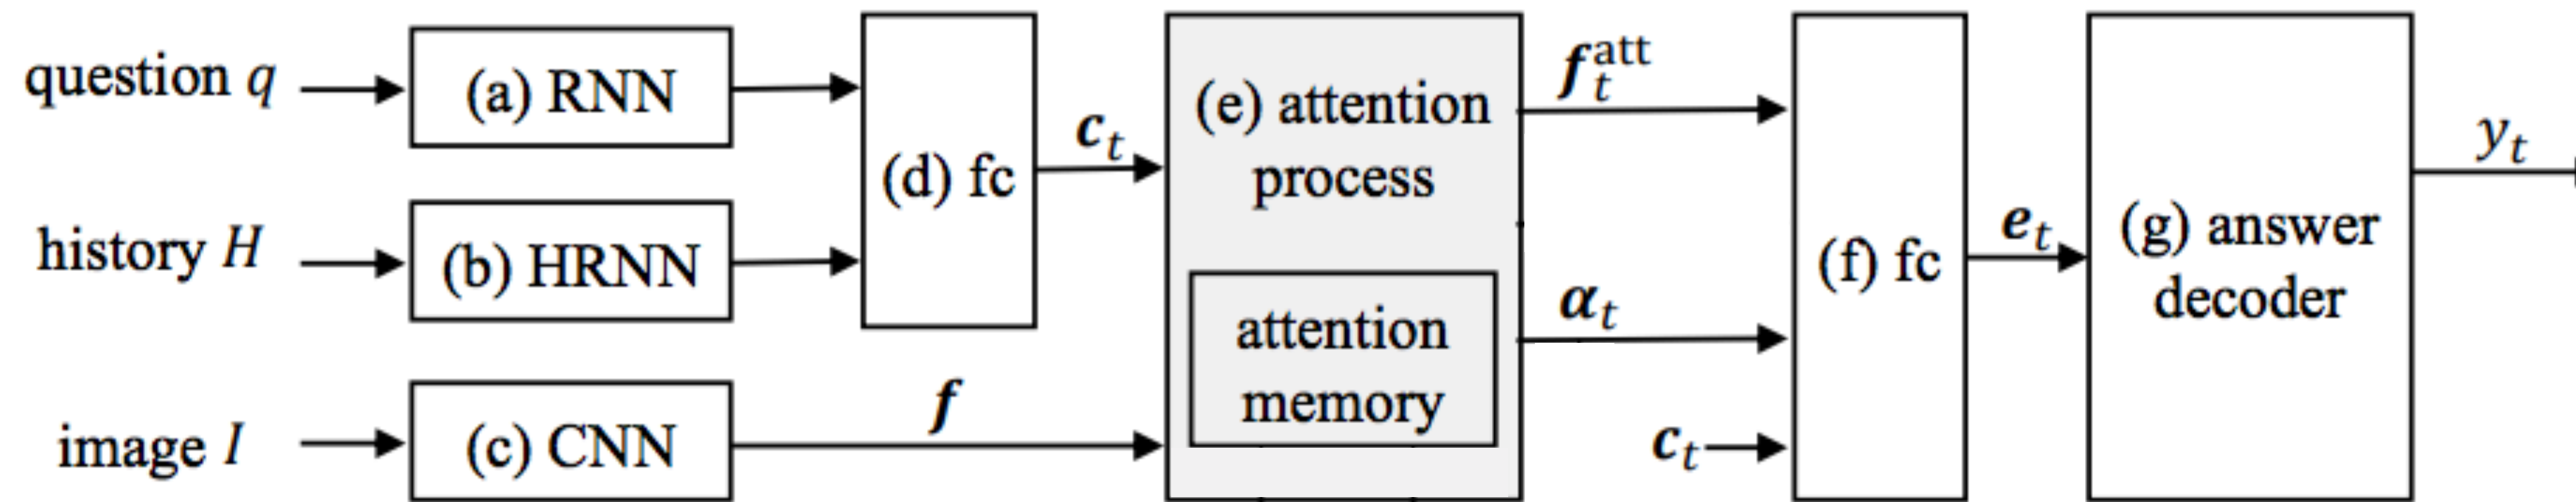 question q
(a) RNN
history H
(b) HRNN
image I
(c) CNN
(d) fc
c_t
f
(e) attention
process
attention
memory
f_t^att
α_t
c_t
(f) fc
e_t
(g) answer
decoder
y_t